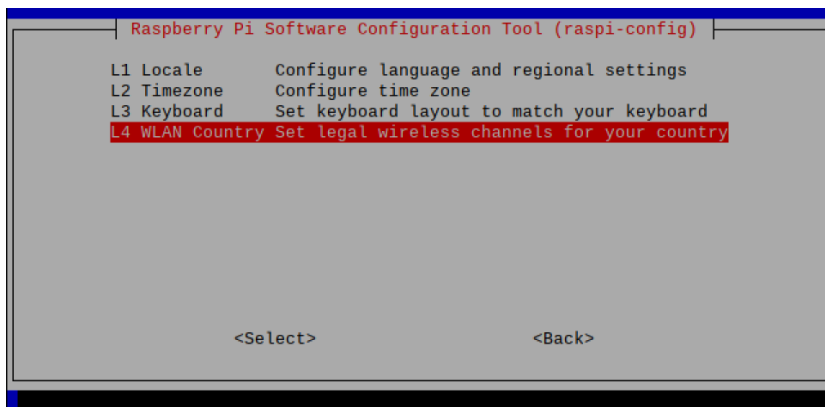 Raspberry Pi Software Configuration Tool (raspi-config)
L1 Locale Configure language and regional settings
L2 Timezone Configure time zone
L3 Keyboard Set keyboard layout to match your keyboard
L4 WLAN Country Set legal wireless channels for your country
<Select> <Back>